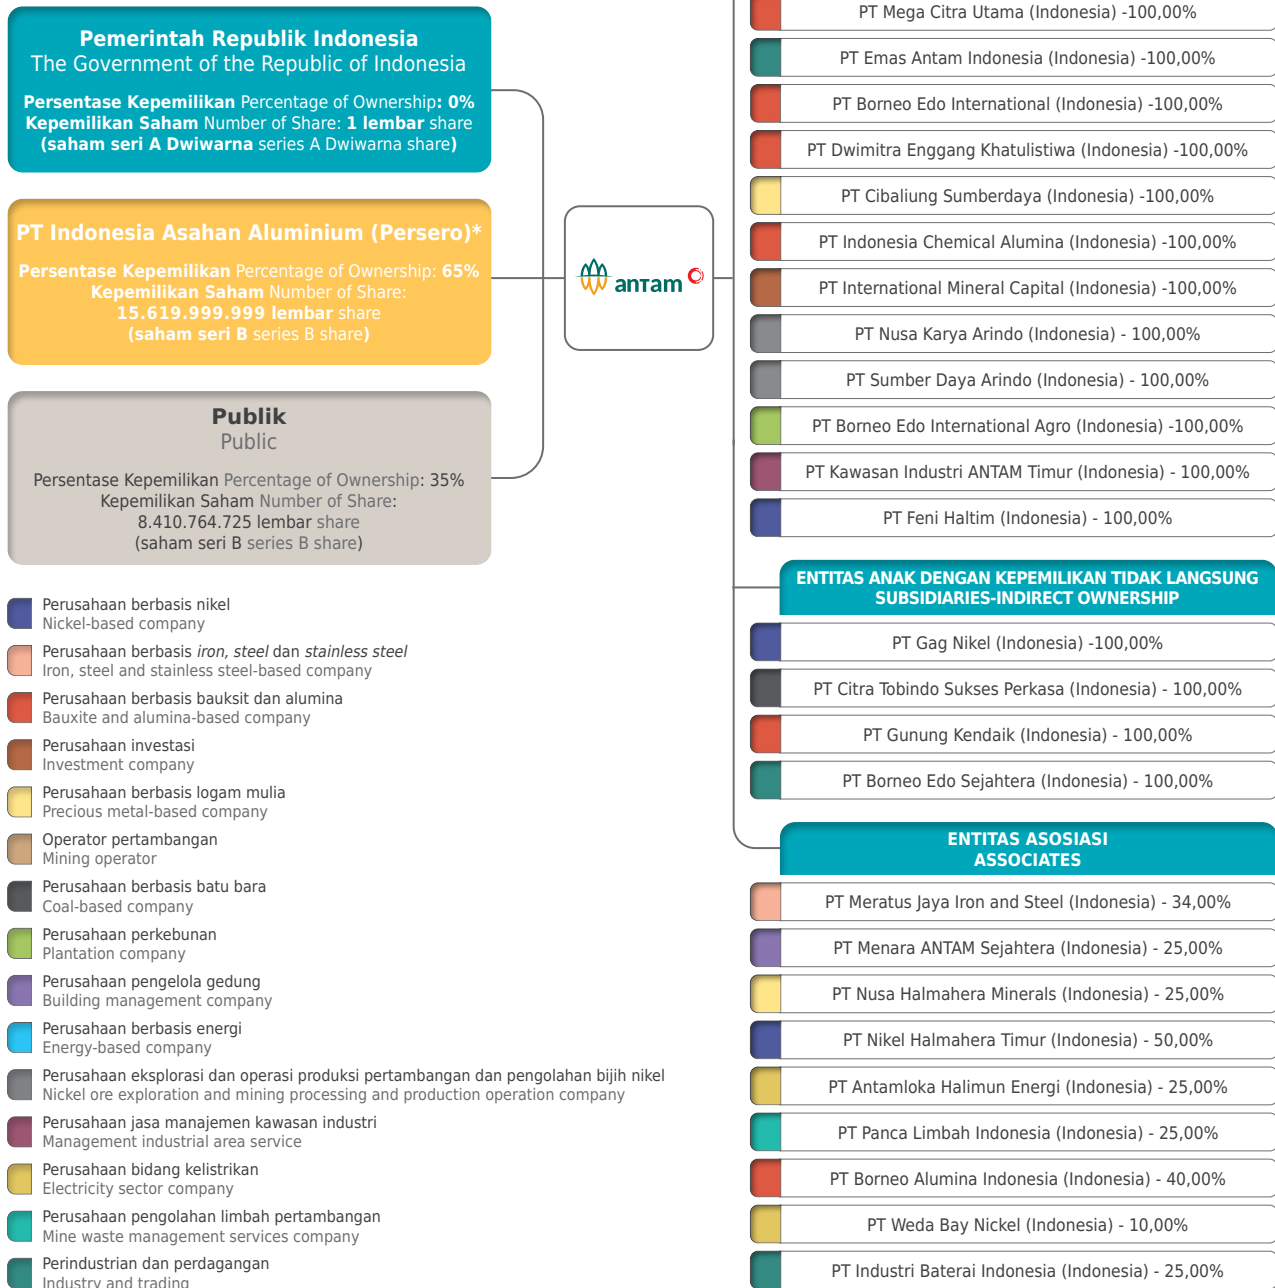 Pemerintah Republik Indonesia
The Government of the Republic of Indonesia
Persentase Kepemilikan Percentage of Ownership: 0%
Kepemilikan Saham Number of Share: 1 lembar share
(saham seri A Dwiwarna series A Dwiwarna share)
PT Indonesia Asahan Aluminium (Persero)*
Persentase Kepemilikan Percentage of Ownership: 65%
Kepemilikan Saham Number of Share:
15.619.999.999 lembar share
(saham seri B series B share)
Publik
Public
Persentase Kepemilikan Percentage of Ownership: 35%
Kepemilikan Saham Number of Share:
8.410.764.725 lembar share
(saham seri B series B share)
antam
PT Mega Citra Utama (Indonesia) -100,00%
PT Emas Antam Indonesia (Indonesia) -100,00%
PT Borneo Edo International (Indonesia) -100,00%
PT Dwimitra Enggang Khatulistiwa (Indonesia) -100,00%
PT Cibaliung Sumberdaya (Indonesia) -100,00%
PT Indonesia Chemical Alumina (Indonesia) -100,00%
PT International Mineral Capital (Indonesia) -100,00%
PT Nusa Karya Arindo (Indonesia) - 100,00%
PT Sumber Daya Arindo (Indonesia) - 100,00%
PT Borneo Edo International Agro (Indonesia) -100,00%
PT Kawasan Industri ANTAM Timur (Indonesia) - 100,00%
PT Feni Haltim (Indonesia) - 100,00%
ENTITAS ANAK DENGAN KEPEMILIKAN TIDAK LANGSUNG
SUBSIDIARIES-INDIRECT OWNERSHIP
PT Gag Nikel (Indonesia) -100,00%
PT Citra Tobindo Sukses Perkasa (Indonesia) - 100,00%
PT Gunung Kendaik (Indonesia) - 100,00%
PT Borneo Edo Sejahtera (Indonesia) - 100,00%
ENTITAS ASOSIASI
ASSOCIATES
PT Meratus Jaya Iron and Steel (Indonesia) - 34,00%
PT Menara ANTAM Sejahtera (Indonesia) - 25,00%
PT Nusa Halmahera Minerals (Indonesia) - 25,00%
PT Nikel Halmahera Timur (Indonesia) - 50,00%
PT Antamloka Halimun Energi (Indonesia) - 25,00%
PT Panca Limbah Indonesia (Indonesia) - 25,00%
PT Borneo Alumina Indonesia (Indonesia) - 40,00%
PT Weda Bay Nickel (Indonesia) - 10,00%
PT Industri Baterai Indonesia (Indonesia) - 25,00%
Perusahaan berbasis nikel
Nickel-based company
Perusahaan berbasis iron, steel dan stainless steel
Iron, steel and stainless steel-based company
Perusahaan berbasis bauksit dan alumina
Bauxite and alumina-based company
Perusahaan investasi
Investment company
Perusahaan berbasis logam mulia
Precious metal-based company
Operator pertambangan
Mining operator
Perusahaan berbasis batu bara
Coal-based company
Perusahaan perkebunan
Plantation company
Perusahaan pengelola gedung
Building management company
Perusahaan berbasis energi
Energy-based company
Perusahaan eksplorasi dan operasi produksi pertambangan dan pengolahan bijih nikel
Nickel ore exploration and mining processing and production operation company
Perusahaan jasa manajemen kawasan industri
Management industrial area service
Perusahaan bidang kelistrikan
Electricity sector company
Perusahaan pengolahan limbah pertambangan
Mine waste management services company
Perindustrian dan perdagangan
Industry and trading